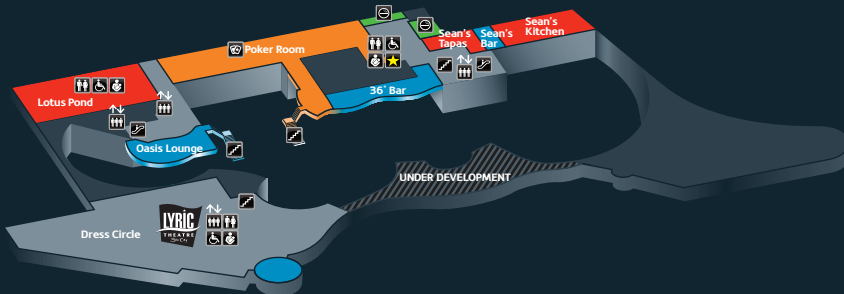 Sean's
Kitchen
Sean's
Tapas
Sean's
Bar
Poker Room
36° Bar
Lotus Pond
Oasis Lounge
UNDER DEVELOPMENT
LYRIC
THEATRE
Dress Circle